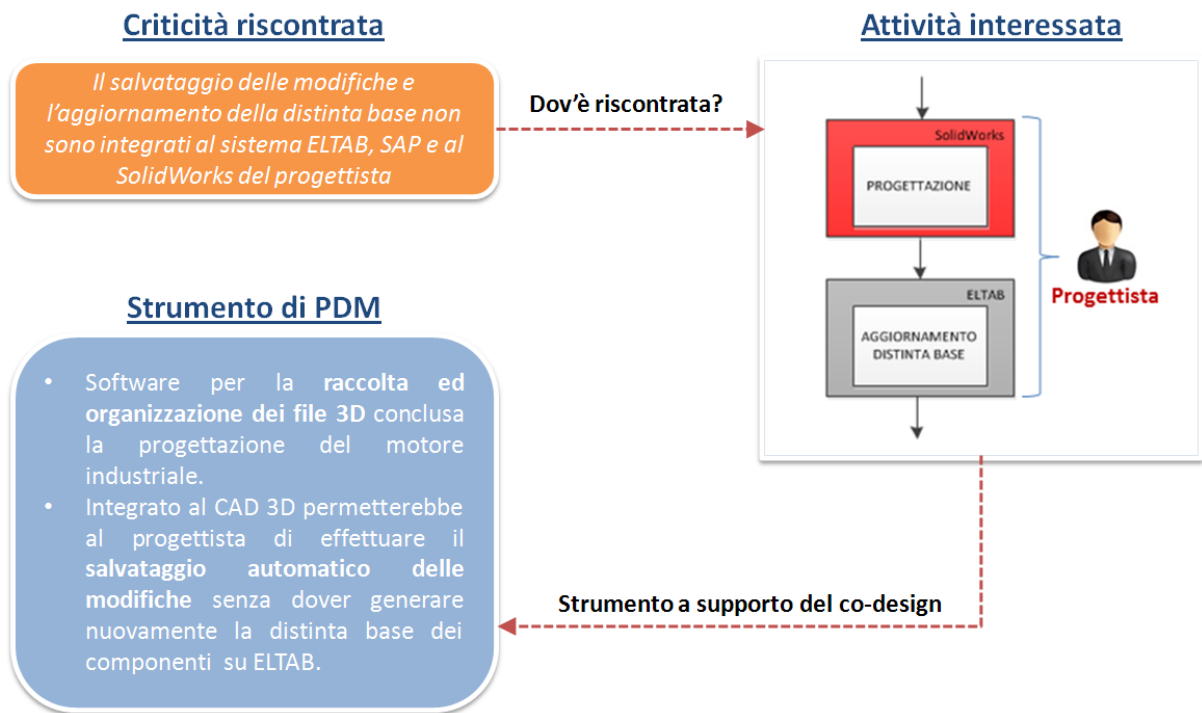 Criticità riscontrata
Il salvataggio delle modifiche e
l'aggiornamento della distinta base non
sono integrati al sistema ELTAB, SAP e al
SolidWorks del progettista
Dov'è riscontrata?
Attività interessata
SolidWorks
PROGETTAZIONE
ELTAB
AGGIORNAMENTO
DISTINTA BASE
Progettista
Strumento a supporto del co-design
Strumento di PDM
• Software per la raccolta ed
organizzazione dei file 3D conclusa
la progettazione del motore
industriale.
• Integrato al CAD 3D permetterebbe
al progettista di effettuare il
salvataggio automatico delle
modifiche senza dover generare
nuovamente la distinta base dei
componenti su ELTAB.